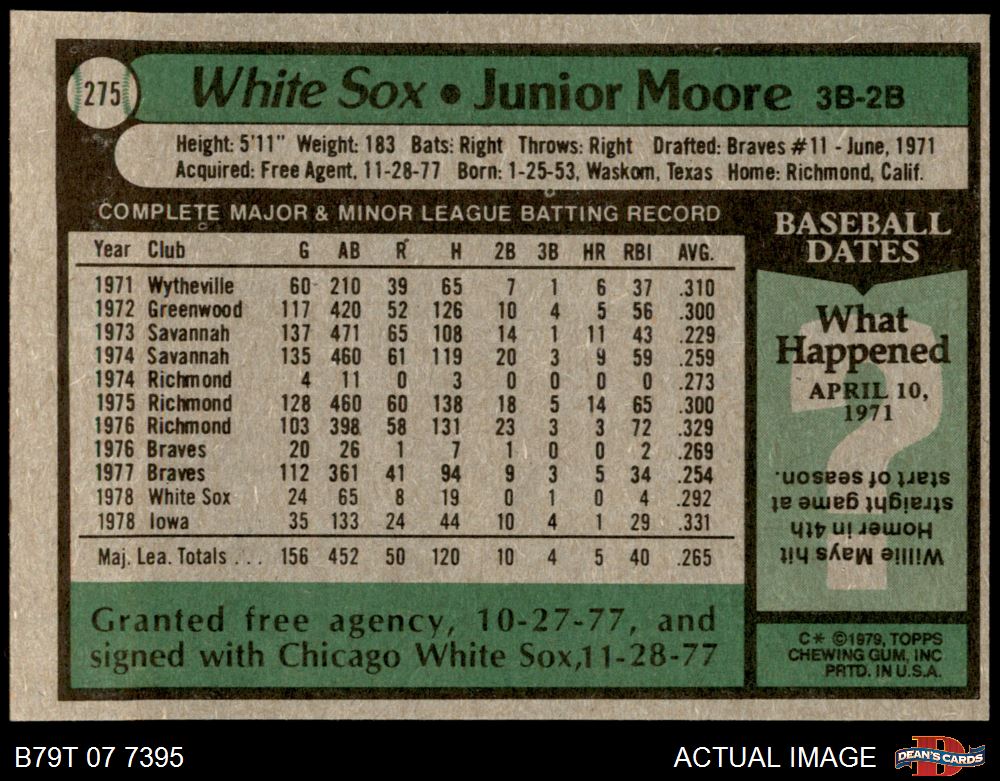 275
White Sox • Junior Moore 3B-2B
Height: 5'11" Weight: 183 Bats: Right Throws: Right Drafted: Braves #11 - June, 1971
Acquired: Free Agent, 11-28-77 Born: 1-25-53, Waskom, Texas Home: Richmond, Calif.
COMPLETE MAJOR & MINOR LEAGUE BATTING RECORD
Year Club G AB R H 2B 3B HR RBI AVG.
1971 Wytheville 60 210 39 65 7 1 6 37 .310
1972 Greenwood 117 420 52 126 10 4 5 56 .300
1973 Savannah 137 471 65 108 14 1 11 43 .229
1974 Savannah 135 460 61 119 20 3 9 59 .259
1974 Richmond 4 11 0 3 0 0 0 0 .273
1975 Richmond 128 460 60 138 18 5 14 65 .300
1976 Richmond 103 398 58 131 23 3 3 72 .329
1976 Braves 20 26 1 7 1 0 0 2 .269
1977 Braves 112 361 41 94 9 3 5 34 .254
1978 White Sox 24 65 8 19 0 1 0 4 .292
1978 Iowa 35 133 24 44 10 4 1 29 .331
Maj. Lea. Totals ... 156 452 50 120 10 4 5 40 .265
Granted free agency, 10-27-77, and
signed with Chicago White Sox, 11-28-77
BASEBALL
DATES
What
Happened
APRIL 10,
1971
?
Willie Mays hit
Homer in 4th
straight game at
start of season.
C* ©1979, TOPPS
CHEWING GUM, INC
PRTD. IN U.S.A.
B79T 07 7395
ACTUAL IMAGE
D
DEAN'S CARDS